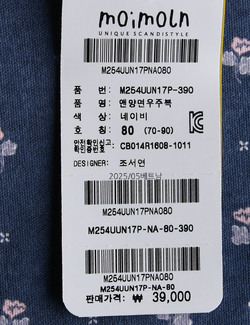 moimoln
UNIQUE SCANDISTYLE
M254UUN17PNA080
품 번: M254UUN17P-390
품 명: 앤양면우주복
색 상: 네이비
호 칭: 80 (70-90)
안전확인신고
확인증번호 : CB014R1608-1011
DESIGNER: 조서연
2025/05베트남
M254UUN17PNA080
M254UUN17P-NA-80-390
M254UUN17PNA080
M254UUN17P-NA-80
판매가격: ₩ 39,000